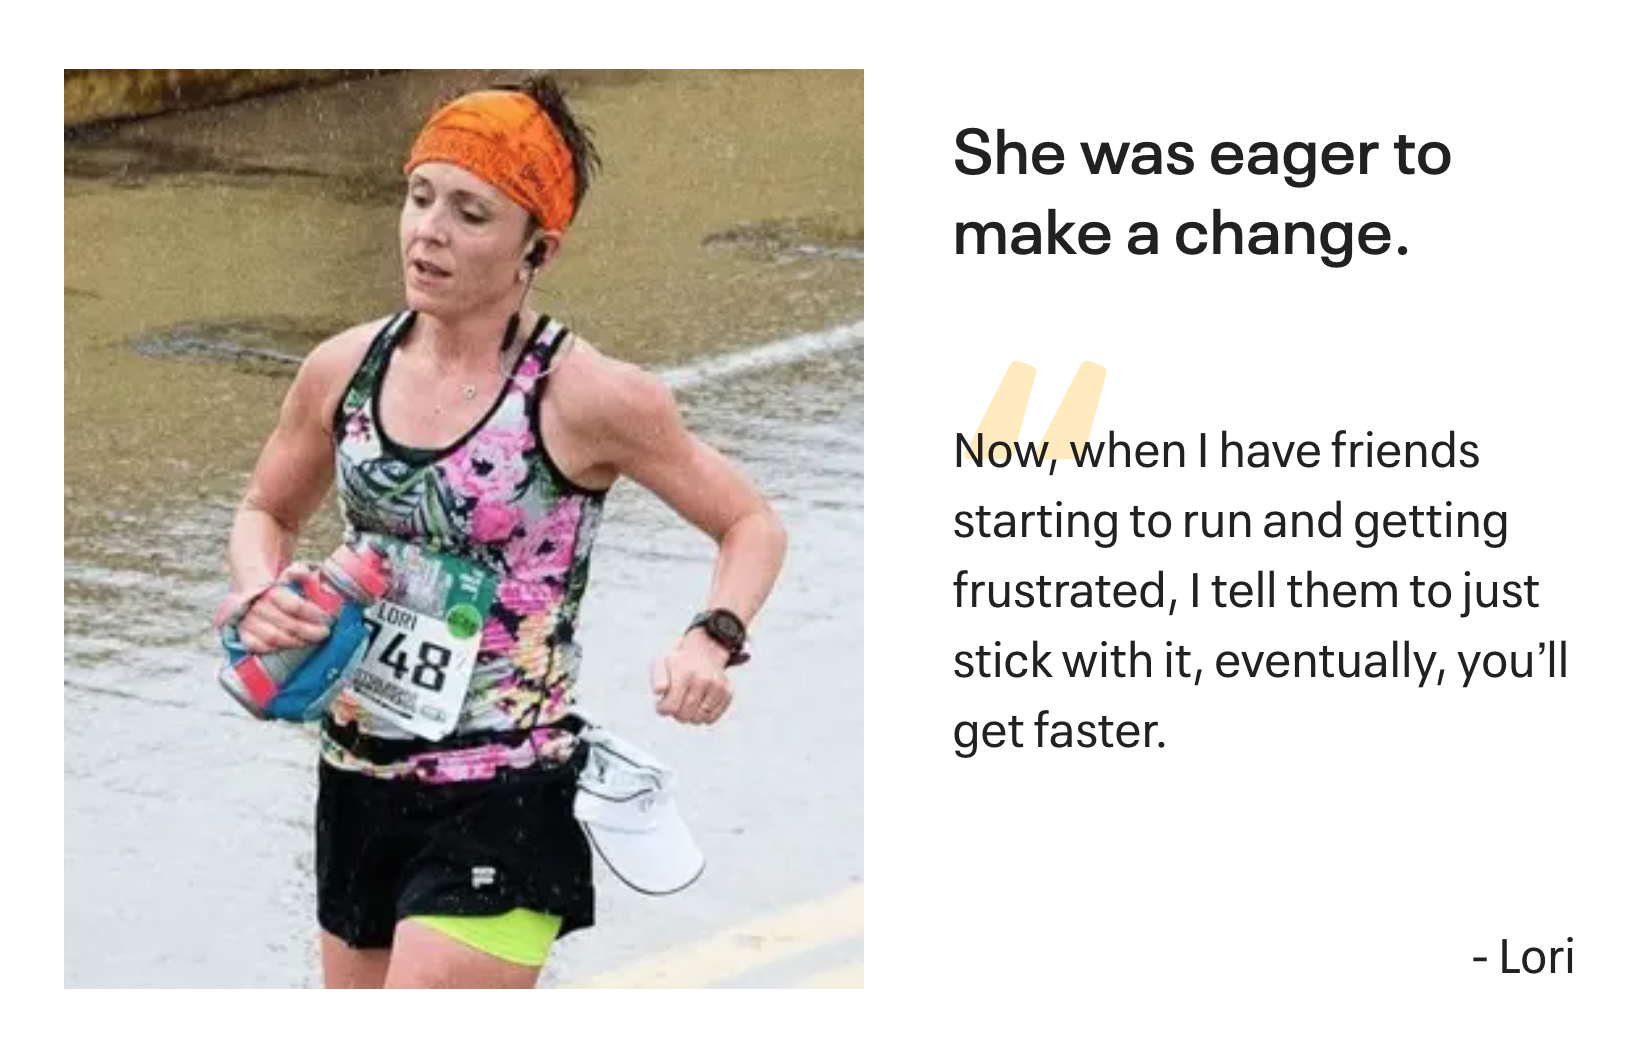 She was eager to
make a change.
Now, when I have friends
starting to run and getting
frustrated, I tell them to just
stick with it, eventually, you’ll
get faster.
- Lori
LORI
748